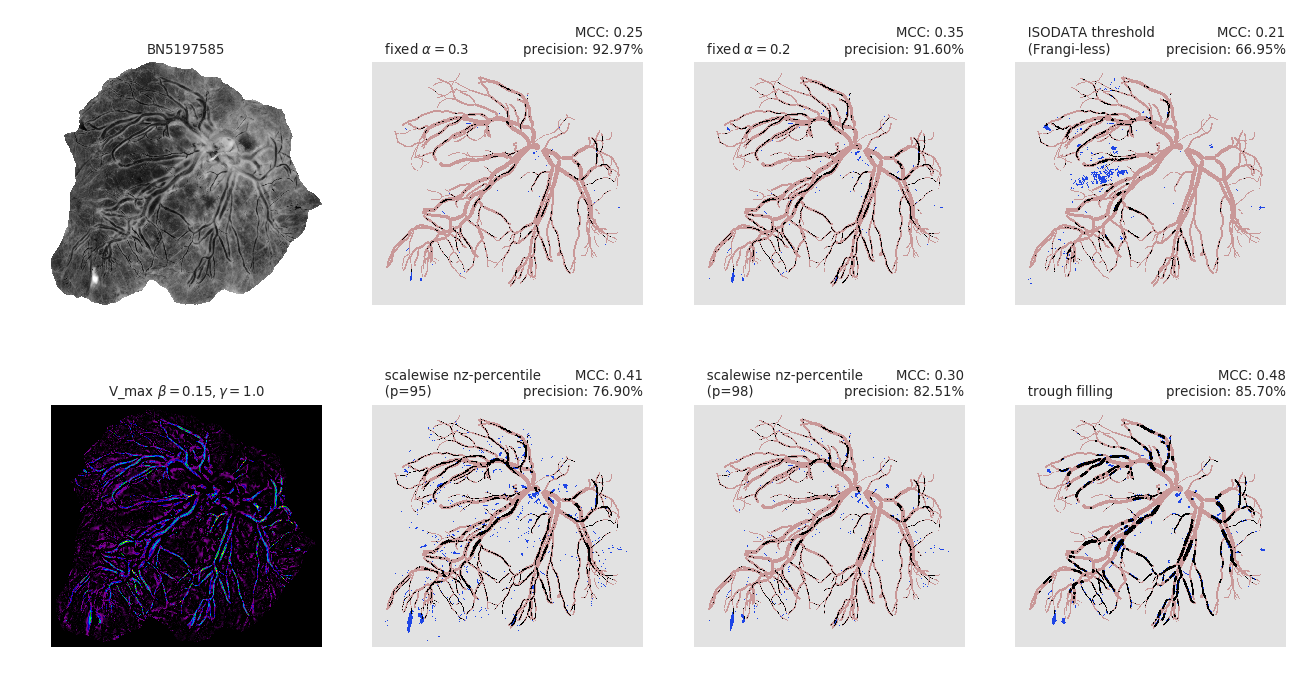 BN5197585
MCC: 0.25
fixed α = 0.3 precision: 92.97%
MCC: 0.35
fixed α = 0.2 precision: 91.60%
ISODATA threshold MCC: 0.21
(Frangi-less) precision: 66.95%
V_max β = 0.15, γ = 1.0
scalewise nz-percentile MCC: 0.41
(p=95) precision: 76.90%
scalewise nz-percentile MCC: 0.30
(p=98) precision: 82.51%
MCC: 0.48
trough filling precision: 85.70%